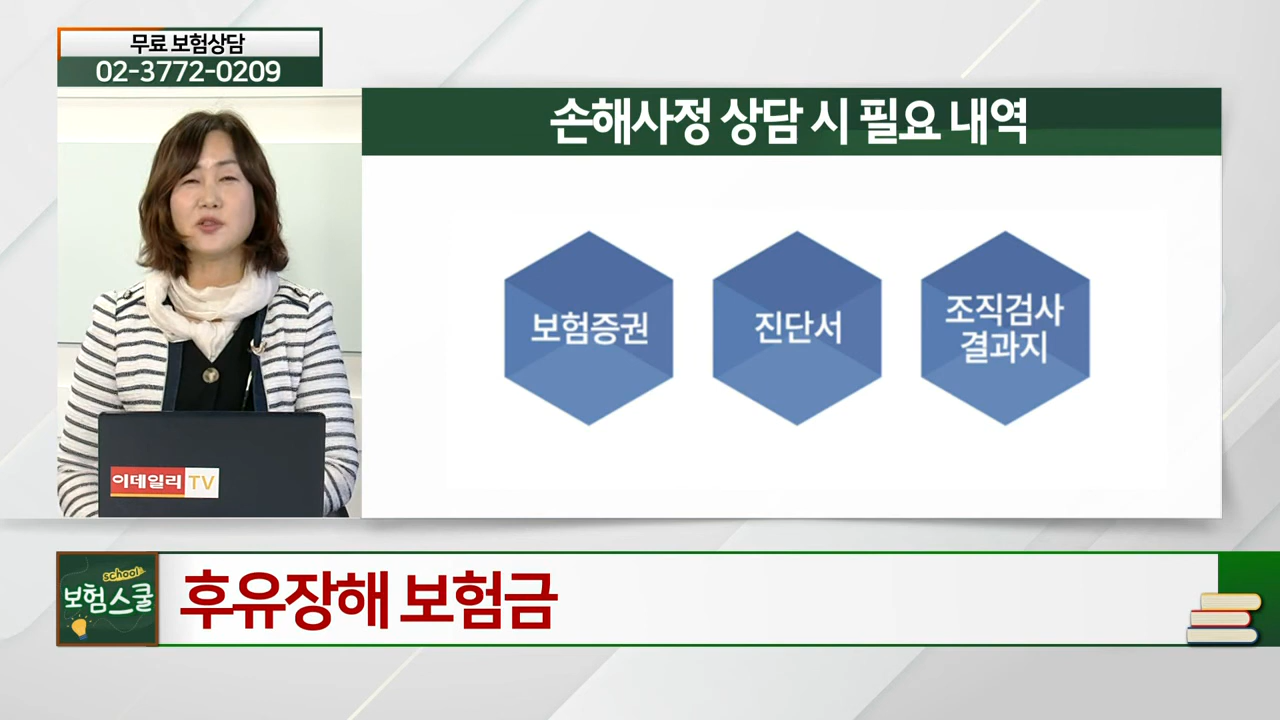 무료 보험상담
02-3772-0209
손해사정 상담 시 필요 내역
보험증권
진단서
조직검사
결과지
이데일리 TV
school
보험스쿨
후유장해 보험금